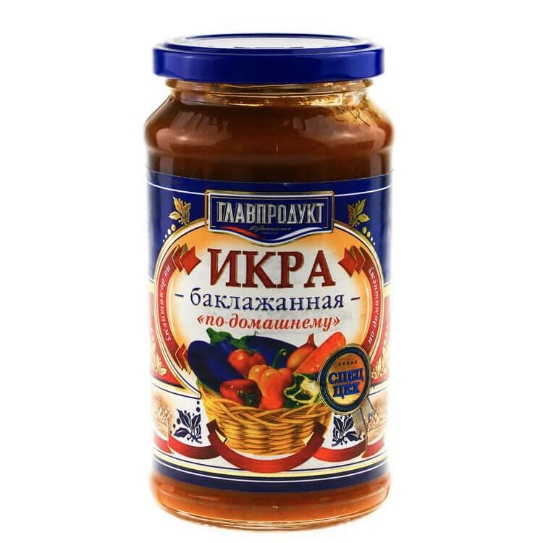 ГЛАВПРОДУКТ
ИКРА
баклажанная
«по-домашнему»
СПЕЦ
ЦЕХ